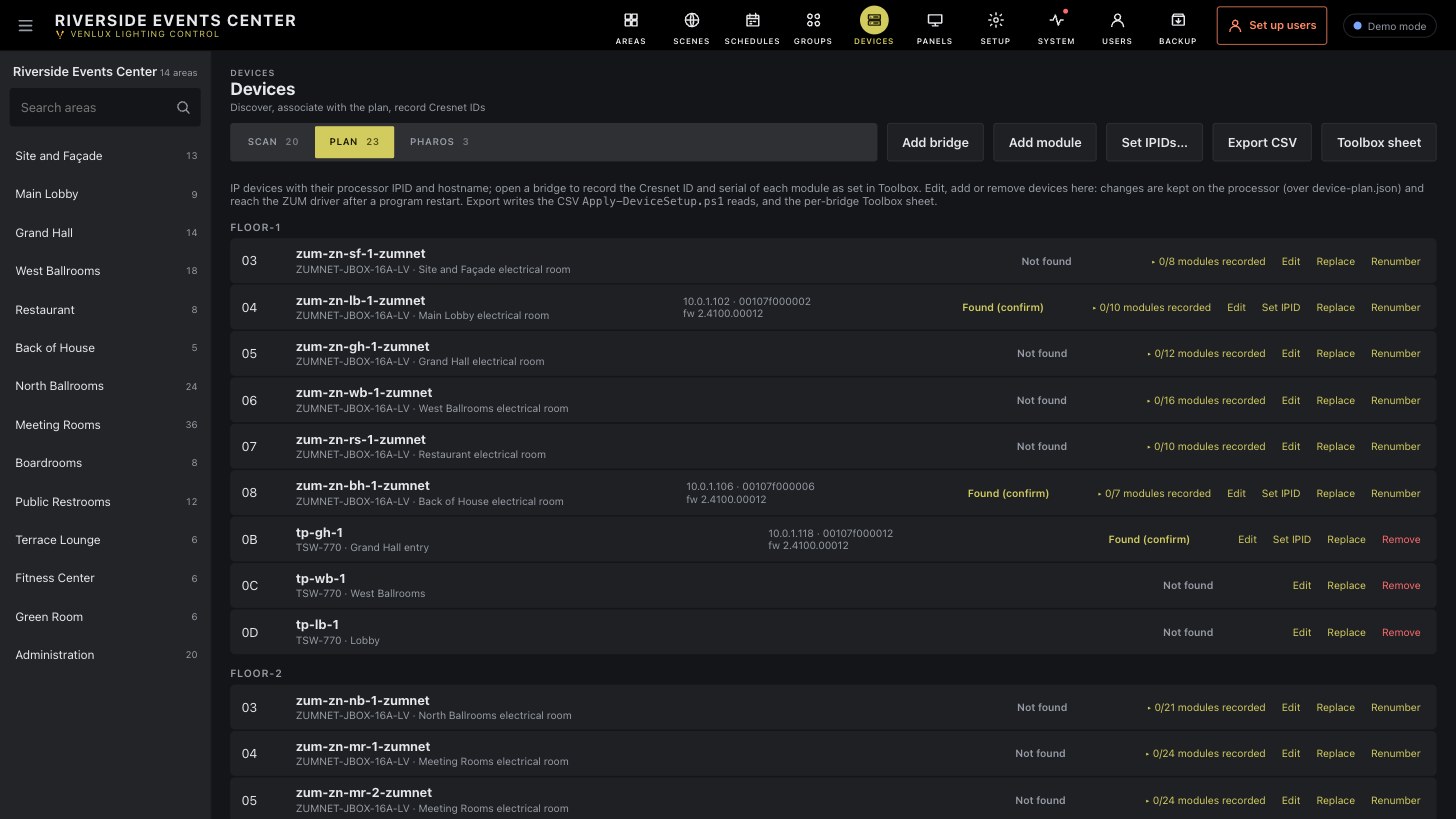 RIVERSIDE EVENTS CENTER
VENLUX LIGHTING CONTROL
AREAS
SCENES
SCHEDULES
GROUPS
DEVICES
PANELS
SETUP
SYSTEM
USERS
BACKUP
Set up users
Demo mode
Riverside Events Center 14 areas
Search areas
Site and Façade 13
Main Lobby 9
Grand Hall 14
West Ballrooms 18
Restaurant 8
Back of House 5
North Ballrooms 24
Meeting Rooms 36
Boardrooms 8
Public Restrooms 12
Terrace Lounge 6
Fitness Center 6
Green Room 6
Administration 20
DEVICES
Devices
Discover, associate with the plan, record Cresnet IDs
SCAN 20 PLAN 23 PHAROS 3
Add bridge
Add module
Set IPIDs...
Export CSV
Toolbox sheet
IP devices with their processor IPID and hostname; open a bridge to record the Cresnet ID and serial of each module as set in Toolbox. Edit, add or remove devices here: changes are kept on the processor (over device-plan.json) and
reach the ZUM driver after a program restart. Export writes the CSV Apply-DeviceSetup.ps1 reads, and the per-bridge Toolbox sheet.
FLOOR-1
03 zum-zn-sf-1-zumnet
ZUMNET-JBOX-16A-LV · Site and Façade electrical room
Not found ▸ 0/8 modules recorded Edit Replace Renumber
04 zum-zn-lb-1-zumnet
ZUMNET-JBOX-16A-LV · Main Lobby electrical room
10.0.1.102 · 00107f000002
fw 2.4100.00012
Found (confirm) ▸ 0/10 modules recorded Edit Set IPID Replace Renumber
05 zum-zn-gh-1-zumnet
ZUMNET-JBOX-16A-LV · Grand Hall electrical room
Not found ▸ 0/12 modules recorded Edit Replace Renumber
06 zum-zn-wb-1-zumnet
ZUMNET-JBOX-16A-LV · West Ballrooms electrical room
Not found ▸ 0/16 modules recorded Edit Replace Renumber
07 zum-zn-rs-1-zumnet
ZUMNET-JBOX-16A-LV · Restaurant electrical room
Not found ▸ 0/10 modules recorded Edit Replace Renumber
08 zum-zn-bh-1-zumnet
ZUMNET-JBOX-16A-LV · Back of House electrical room
10.0.1.106 · 00107f000006
fw 2.4100.00012
Found (confirm) ▸ 0/7 modules recorded Edit Set IPID Replace Renumber
0B tp-gh-1
TSW-770 · Grand Hall entry
10.0.1.118 · 00107f000012
fw 2.4100.00012
Found (confirm) Edit Set IPID Replace Remove
0C tp-wb-1
TSW-770 · West Ballrooms
Not found Edit Replace Remove
0D tp-lb-1
TSW-770 · Lobby
Not found Edit Replace Remove
FLOOR-2
03 zum-zn-nb-1-zumnet
ZUMNET-JBOX-16A-LV · North Ballrooms electrical room
Not found ▸ 0/21 modules recorded Edit Replace Renumber
04 zum-zn-mr-1-zumnet
ZUMNET-JBOX-16A-LV · Meeting Rooms electrical room
Not found ▸ 0/24 modules recorded Edit Replace Renumber
05 zum-zn-mr-2-zumnet
ZUMNET-JBOX-16A-LV · Meeting Rooms electrical room
Not found ▸ 0/24 modules recorded Edit Replace Renumber